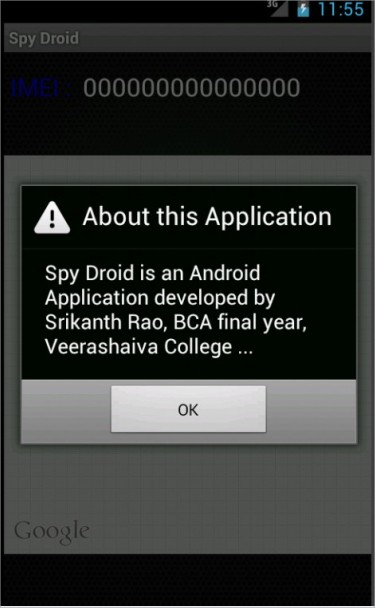 3G 11:55
Spy Droid
IMEI : 000000000000000
About this Application
Spy Droid is an Android
Application developed by
Srikanth Rao, BCA final year,
Veerashaiva College ...
OK
Google